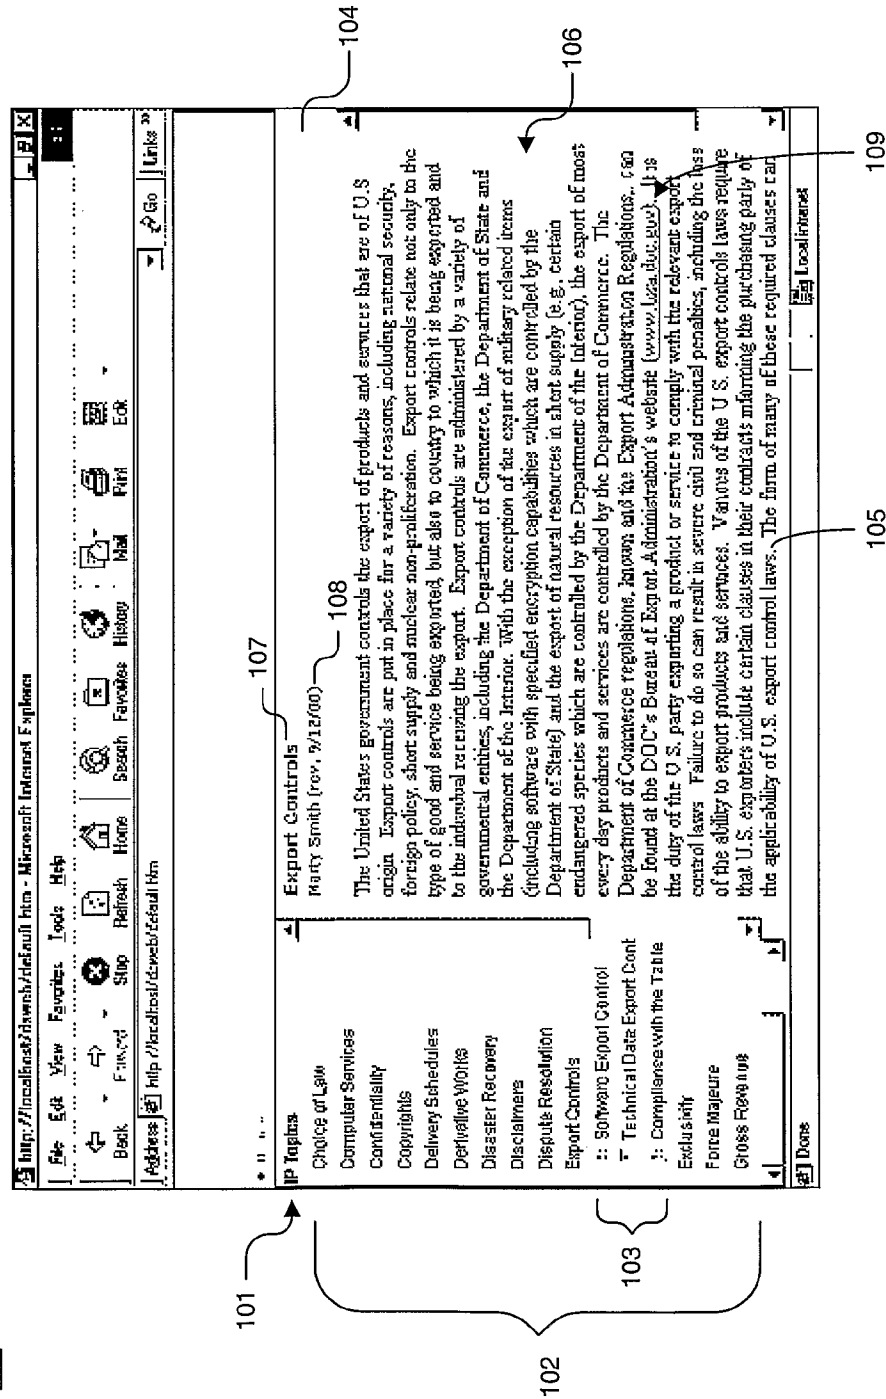 http://localhost/dxweb/default.htm - Microsoft Internet Explorer
File Edit View Favorites Tools Help
Back Forward Stop Refresh Home Search Favorites History Mail Print Edit
Address http://localhost/dxweb/default.htm Go Links »
IP Topics
Choice of Law
Computer Services
Confidentiality
Copyrights
Delivery Schedules
Derivative Works
Disaster Recovery
Disclaimers
Dispute Resolution
Export Controls
:: Software Export Control
Technical Data Export Cont
:: Compliance with the Table
Exclusivity
Force Majeure
Gross Revenue
Export Controls
Marty Smith (rev. 9/12/00)
The United States government controls the export of products and services that are of U.S
origin. Export controls are put in place for a variety of reasons, including national security,
foreign policy, short supply and nuclear non-proliferation. Export controls relate not only to the
type of good and service being exported, but also to country to which it is being exported and
to the individual receiving the export. Export controls are administered by a variety of
governmental entities, including the Department of Commerce, the Department of State and
the Department of the Interior. With the exception of the export of military related items
(including software with specified encryption capabilities which are controlled by the
Department of State) and the export of natural resources in short supply (e.g. certain
endangered species which are controlled by the Department of the Interior), the export of most
every day products and services are controlled by the Department of Commerce. The
Department of Commerce regulations, known and the Export Administration Regulations, can
be found at the DOC's Bureau of Export Administration's website (www.bxa.doc.gov). It is
the duty of the U.S. party exporting a product or service to comply with the relevant export
control laws. Failure to do so can result in severe civil and criminal penalties, including the loss
of the ability to export products and services. Various of the U.S. export controls laws require
that U.S. exporters include certain clauses in their contracts informing the purchasing party of
the applicability of U.S. export control laws. The form of many of these required clauses can
Done
Local intranet
101
102
103
104
105
106
107
108
109